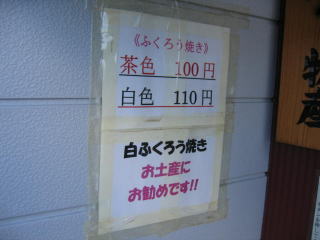 《ふくろう焼き》
茶色 100円
白色 110円
白ふくろう焼き
お土産に
お勧めです!!
産